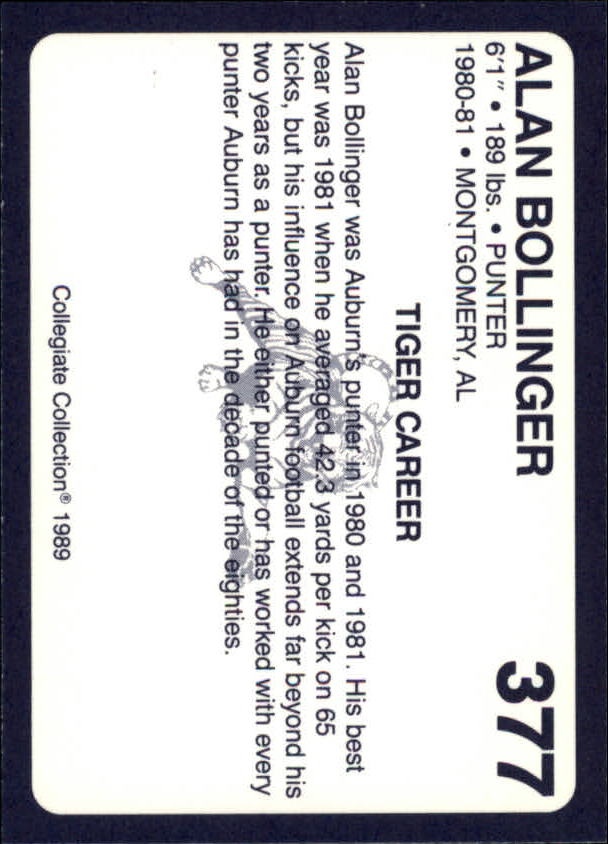 ALAN BOLLINGER 377
6'1" • 189 lbs. • PUNTER
1980-81 • MONTGOMERY, AL
TIGER CAREER
Alan Bollinger was Auburn's punter in 1980 and 1981. His best
year was 1981 when he averaged 42.3 yards per kick on 65
kicks, but his influence on Auburn football extends far beyond his
two years as a punter. He either punted or has worked with every
punter Auburn has had in the decade of the eighties.
Collegiate Collection® 1989